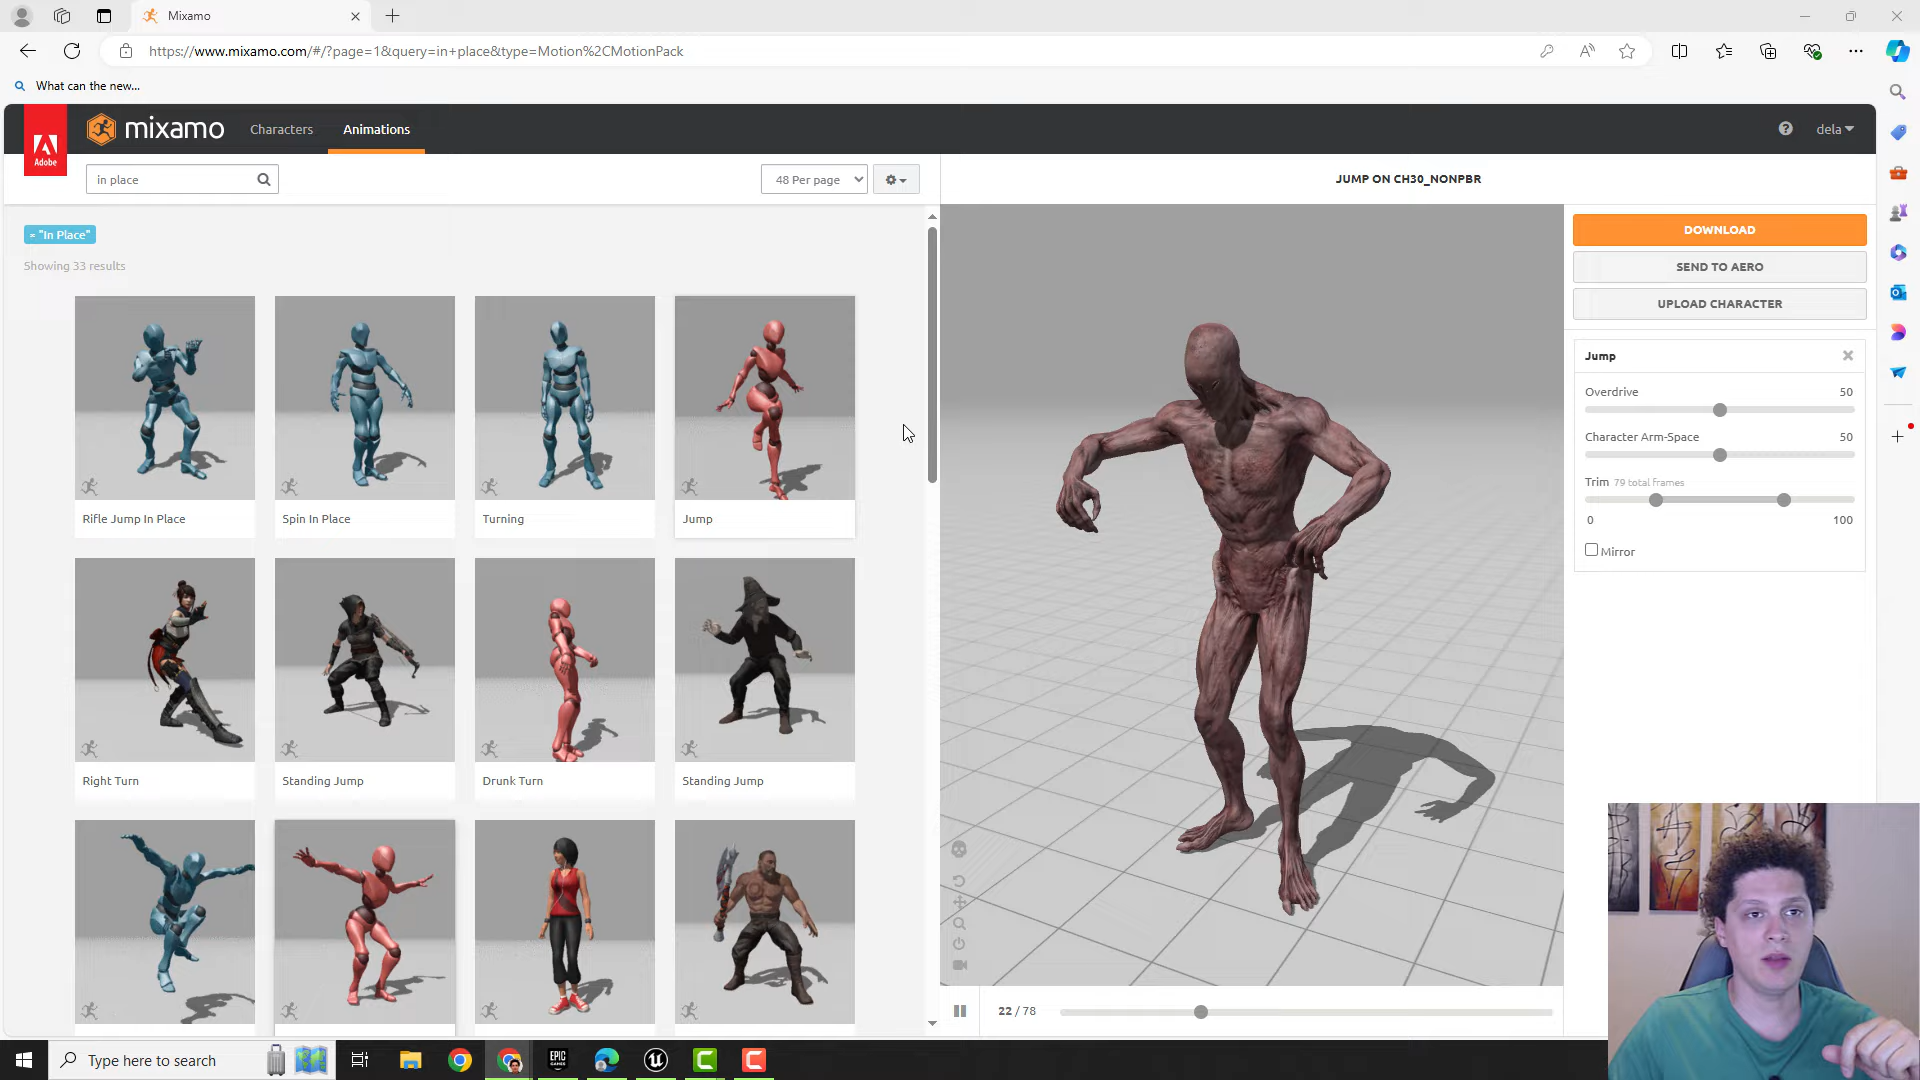 Mixamo
https://www.mixamo.com/#/?page=1&query=in+place&type=Motion%2CMotionPack
What can the new...
Adobe
mixamo
Characters
Animations
dela
in place
48 Per page
JUMP ON CH30_NONPBR
× "In Place"
Showing 33 results
DOWNLOAD
SEND TO AERO
UPLOAD CHARACTER
Jump
Overdrive 50
Character Arm-Space 50
Trim 79 total frames
0 100
Mirror
Rifle Jump In Place
Spin In Place
Turning
Jump
Right Turn
Standing Jump
Drunk Turn
Standing Jump
22 / 78
Type here to search
EPIC
GAMES